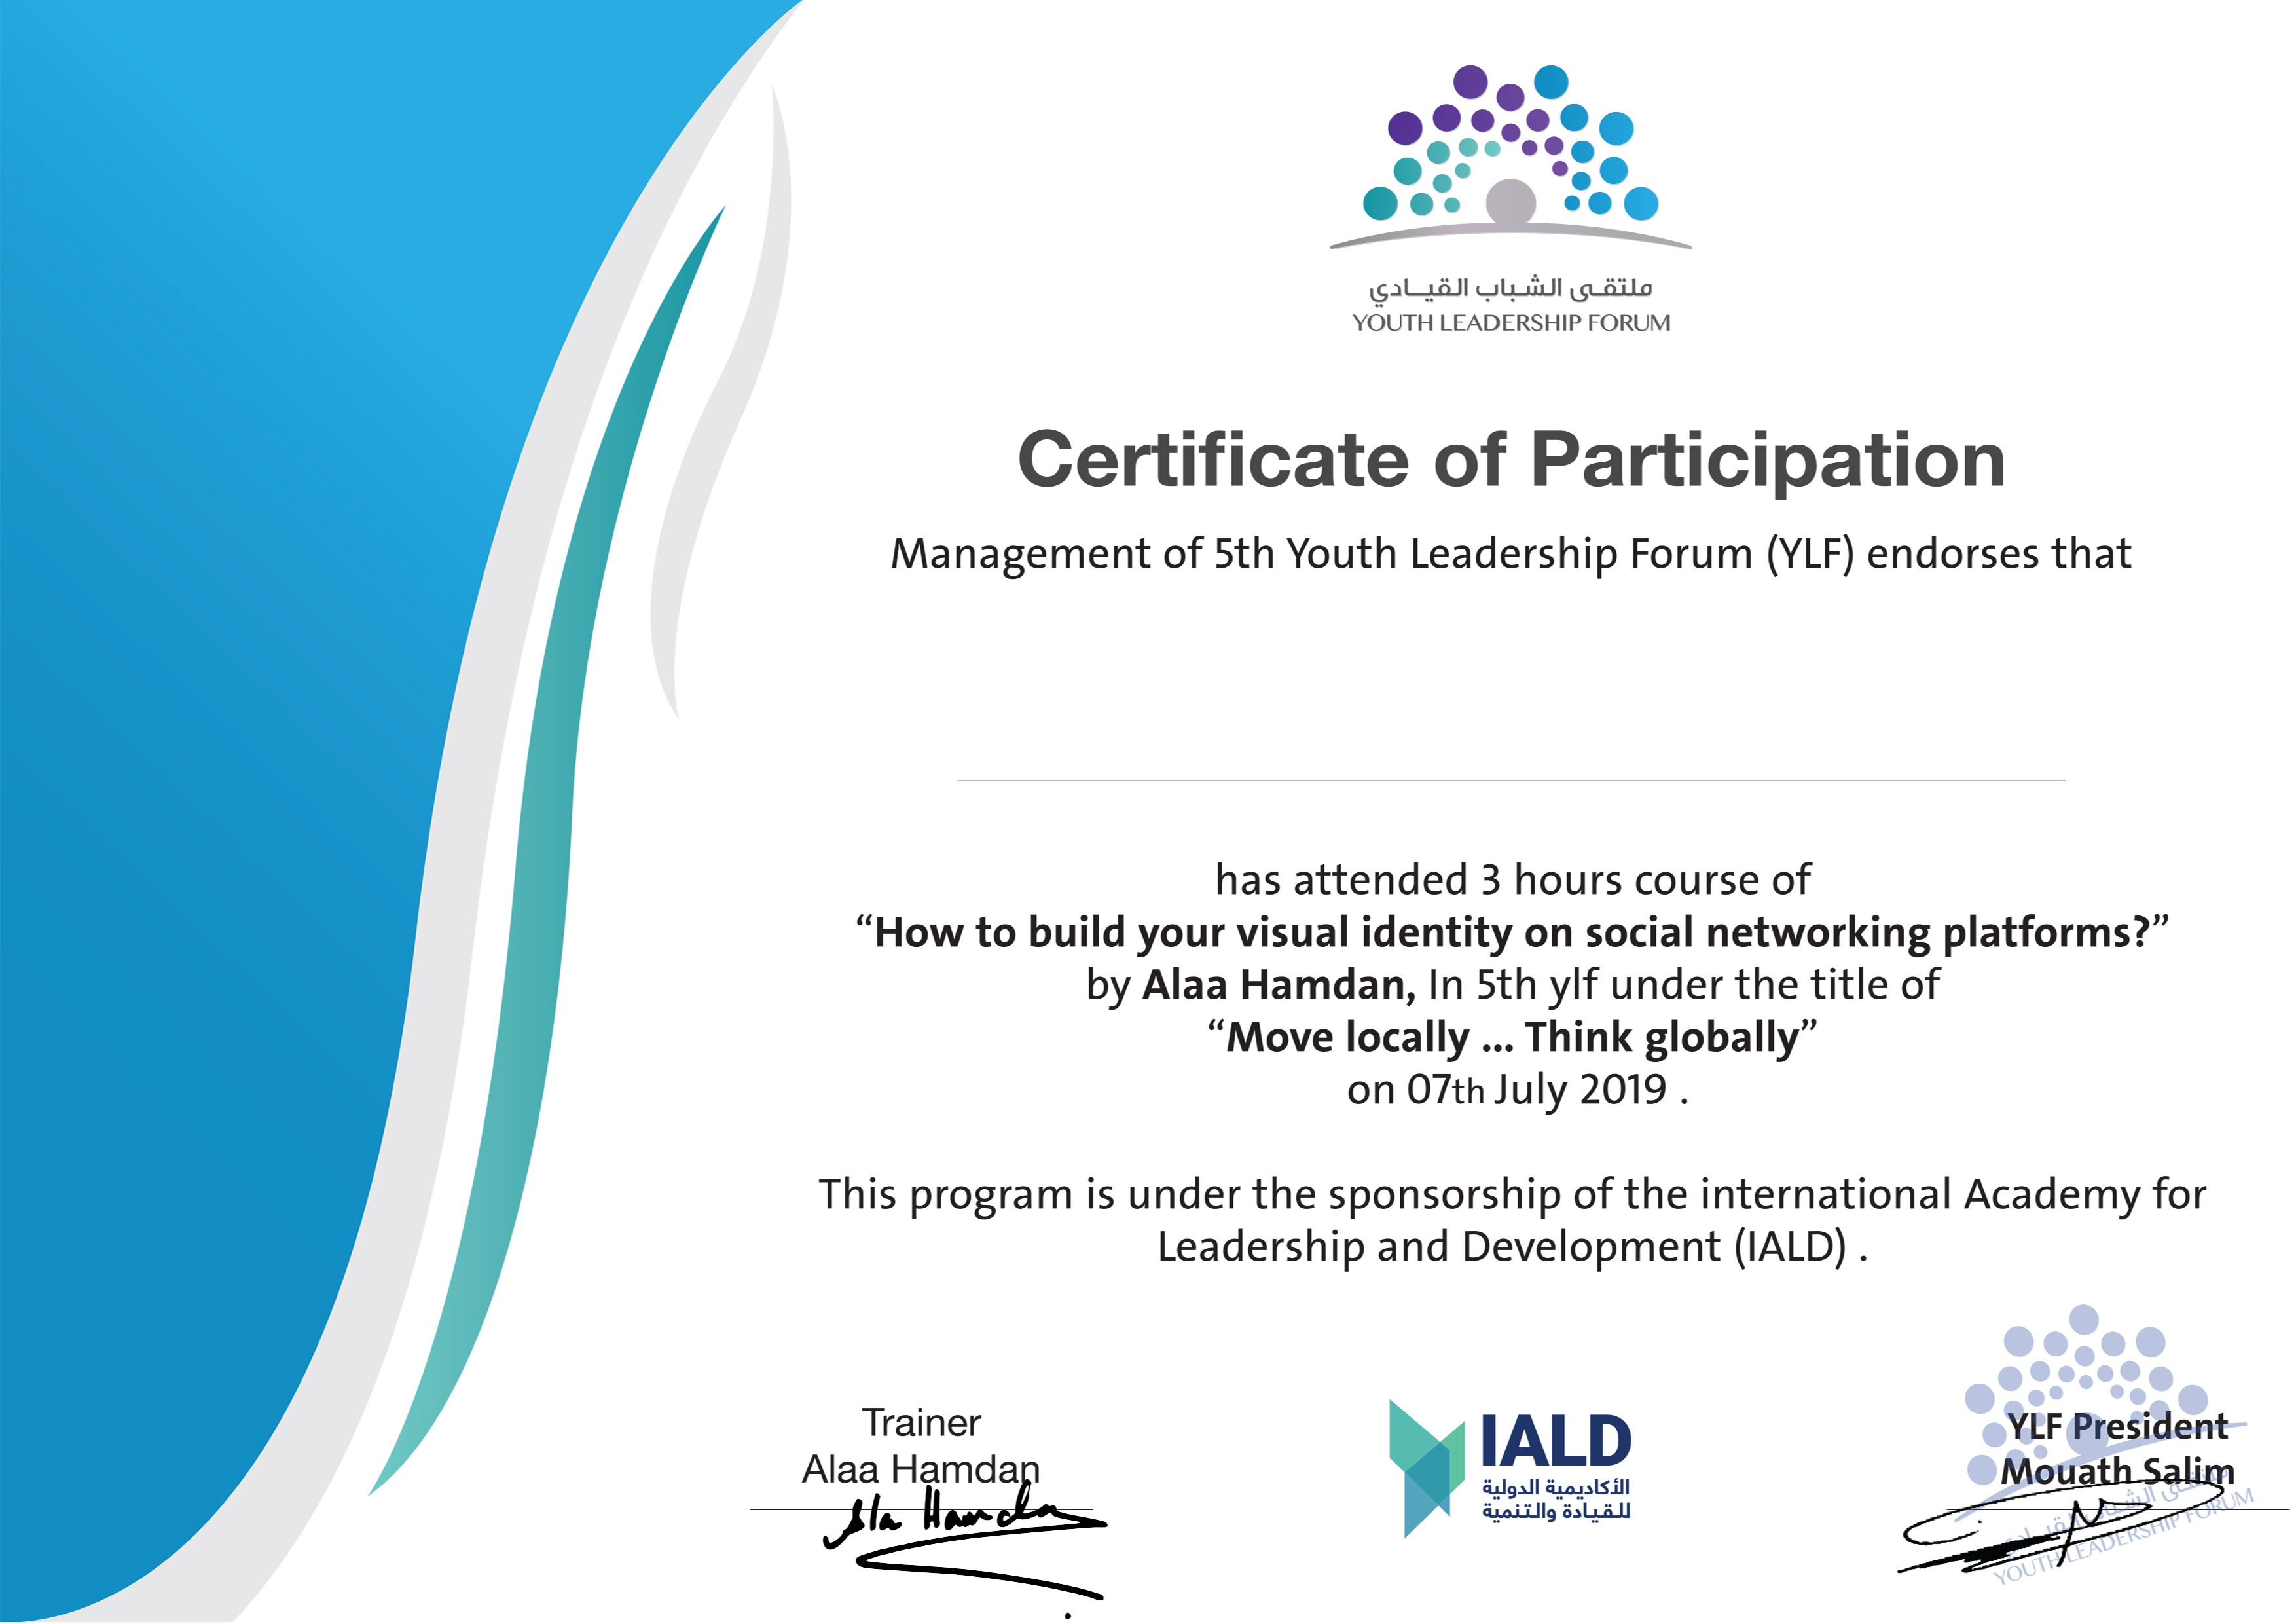 ملتقى الشباب القيادي
YOUTH LEADERSHIP FORUM
Certificate of Participation
Management of 5th Youth Leadership Forum (YLF) endorses that
has attended 3 hours course of
“How to build your visual identity on social networking platforms?”
by Alaa Hamdan, In 5th ylf under the title of
“Move locally ... Think globally”
on 07th July 2019 .
This program is under the sponsorship of the international Academy for
Leadership and Development (IALD) .
Trainer
Alaa Hamdan
Ala Hamdan
IALD
الأكاديمية الدولية
للقيادة والتنمية
YLF President
Mouath Salim
ملتقى الشباب القيادي
YOUTH LEADERSHIP FORUM